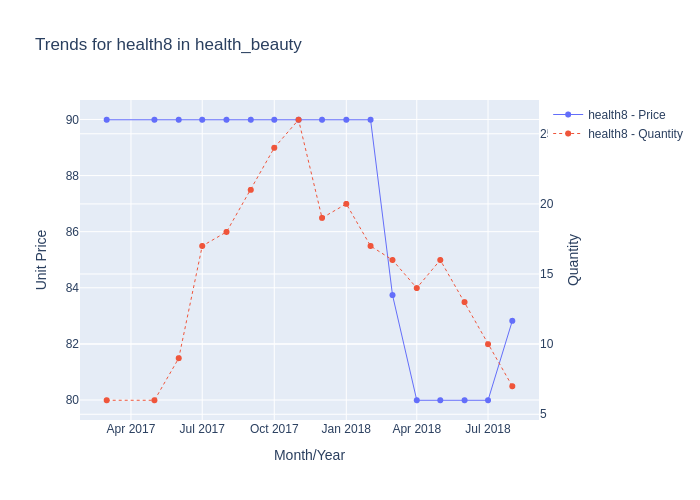 Trends for health8 in health_beauty
health8 - Price
health8 - Quantity
90
88
86
84
82
80
20
15
10
5
Unit Price
Quantity
Apr 2017
Jul 2017
Oct 2017
Jan 2018
Apr 2018
Jul 2018
Month/Year